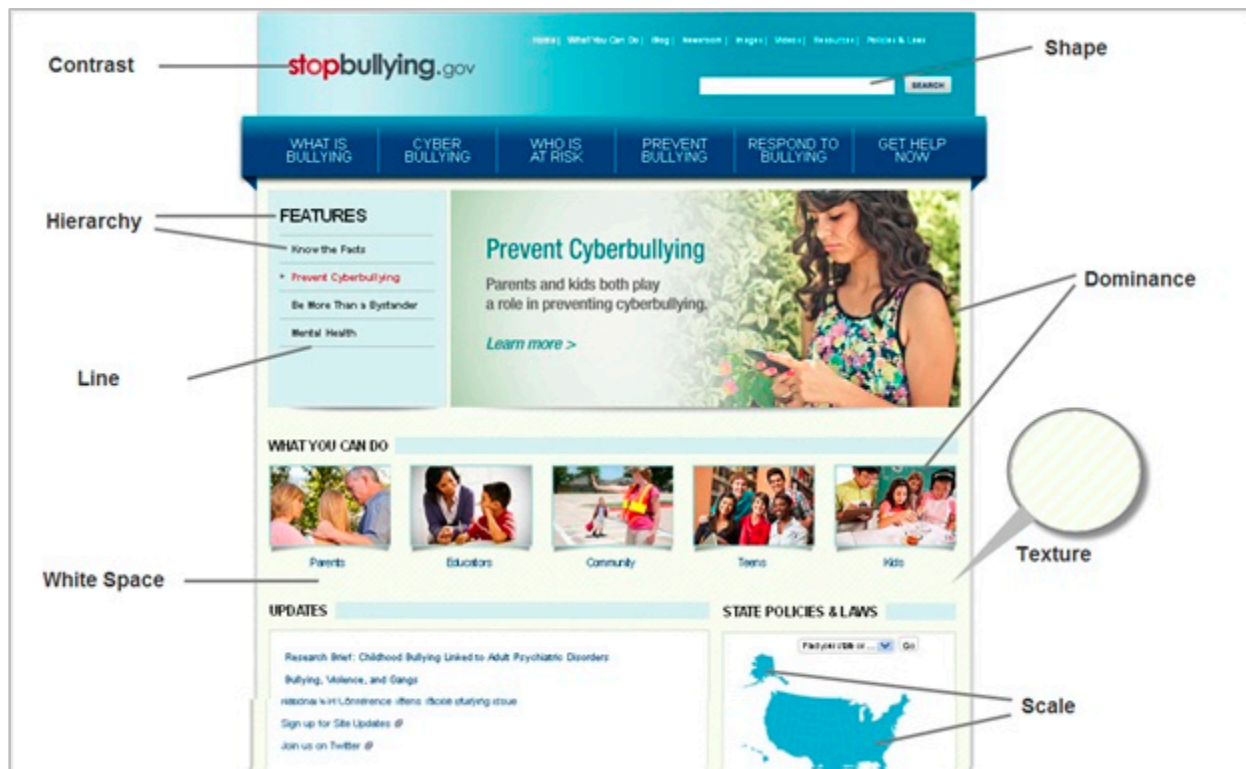 Contrast
stopbullying.gov
Home | What You Can Do | Blog | Newsroom | Images | Videos | Resources | Policies & Laws
Shape
SEARCH
WHAT IS BULLYING
CYBER BULLYING
WHO IS AT RISK
PREVENT BULLYING
RESPOND TO BULLYING
GET HELP NOW
Hierarchy
FEATURES
Know the Facts
Prevent Cyberbullying
Be More Than a Bystander
Mental Health
Line
Prevent Cyberbullying
Parents and kids both play
a role in preventing cyberbullying.
Learn more >
Dominance
WHAT YOU CAN DO
Parents
Educators
Community
Teens
Kids
Texture
White Space
UPDATES
Research Brief: Childhood Bullying Linked to Adult Psychiatric Disorders
Bullying, Violence, and Gangs
Sign up for Site Updates
Join us on Twitter
STATE POLICIES & LAWS
Find your state or ...
Go
Scale